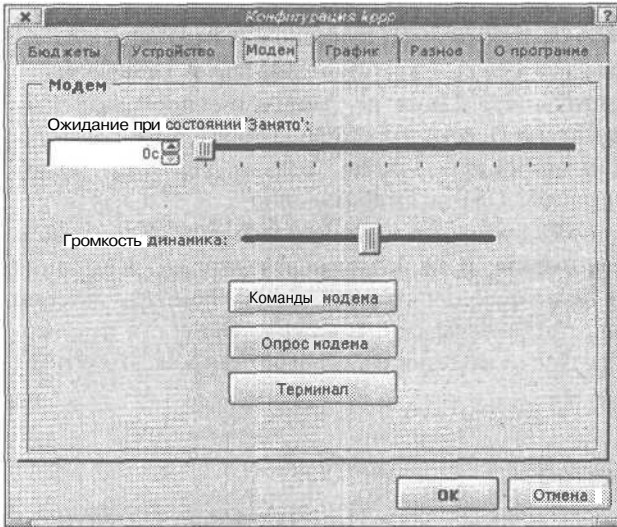 Конфигурация kppp
?
Бюджеты Устройство Модем График Разное О программе
Модем
Ожидание при состоянии 'Занято':
0с
Громкость динамика:
Команды модема
Опрос модема
Терминал
OK Отмена